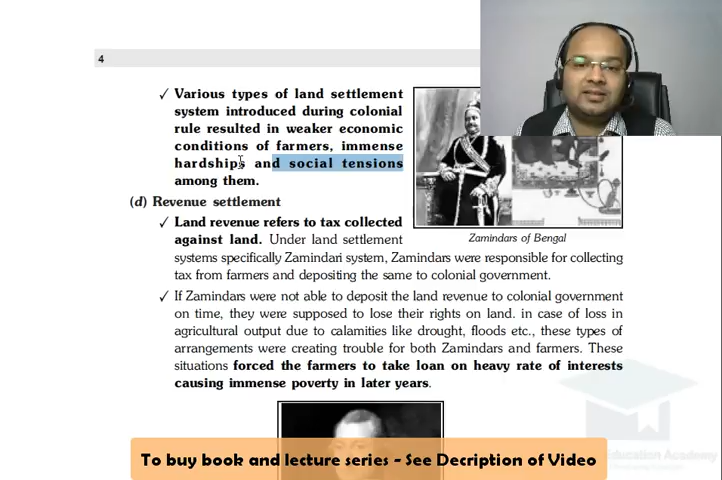 4
✓ Various types of land settlement
system introduced during colonial
rule resulted in weaker economic
conditions of farmers, immense
hardships and social tensions
among them.
(d) Revenue settlement
✓ Land revenue refers to tax collected
against land. Under land settlement
systems specifically Zamindari system, Zamindars were responsible for collecting
tax from farmers and depositing the same to colonial government.
Zamindars of Bengal
✓ If Zamindars were not able to deposit the land revenue to colonial government
on time, they were supposed to lose their rights on land. in case of loss in
agricultural output due to calamities like drought, floods etc., these types of
arrangements were creating trouble for both Zamindars and farmers. These
situations forced the farmers to take loan on heavy rate of interests
causing immense poverty in later years.
Education Academy
To buy book and lecture series - See Decription of Video